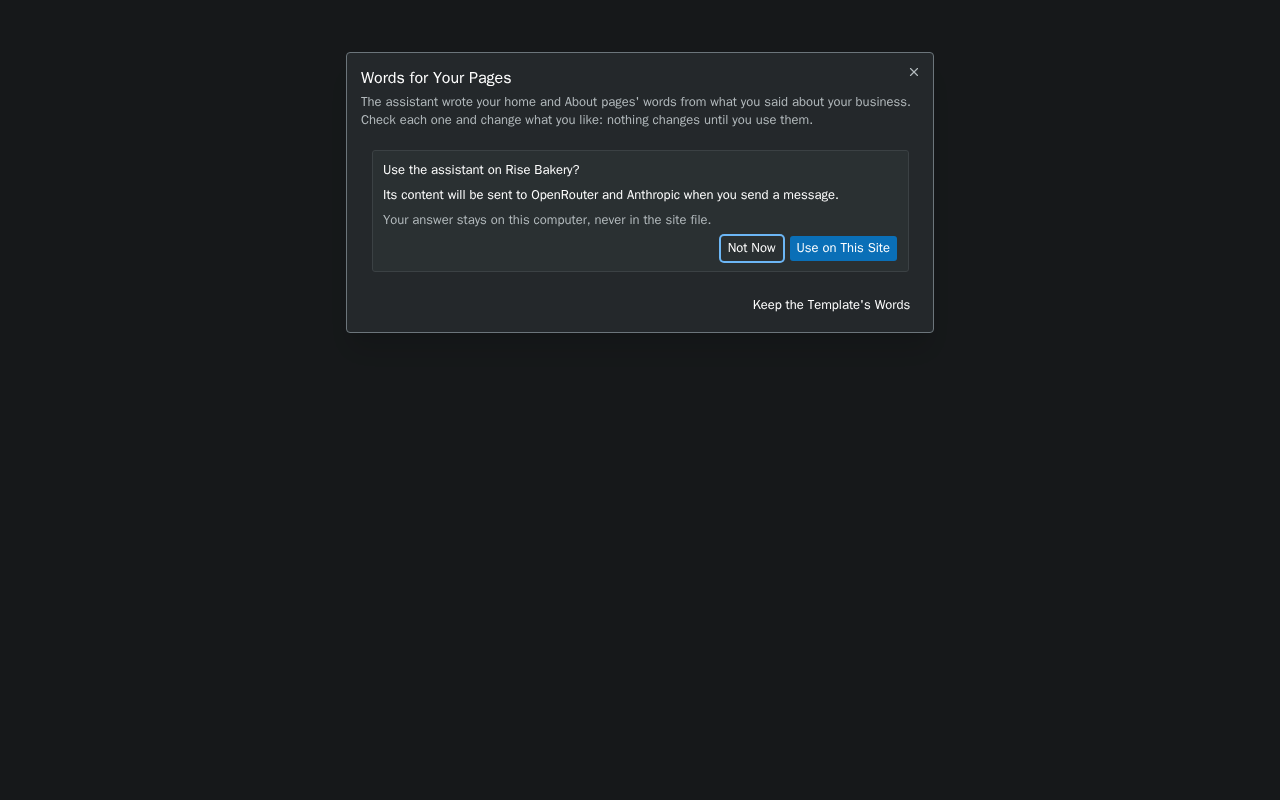 Words for Your Pages
The assistant wrote your home and About pages' words from what you said about your business.
Check each one and change what you like: nothing changes until you use them.
Use the assistant on Rise Bakery?
Its content will be sent to OpenRouter and Anthropic when you send a message.
Your answer stays on this computer, never in the site file.
Not Now
Use on This Site
Keep the Template's Words